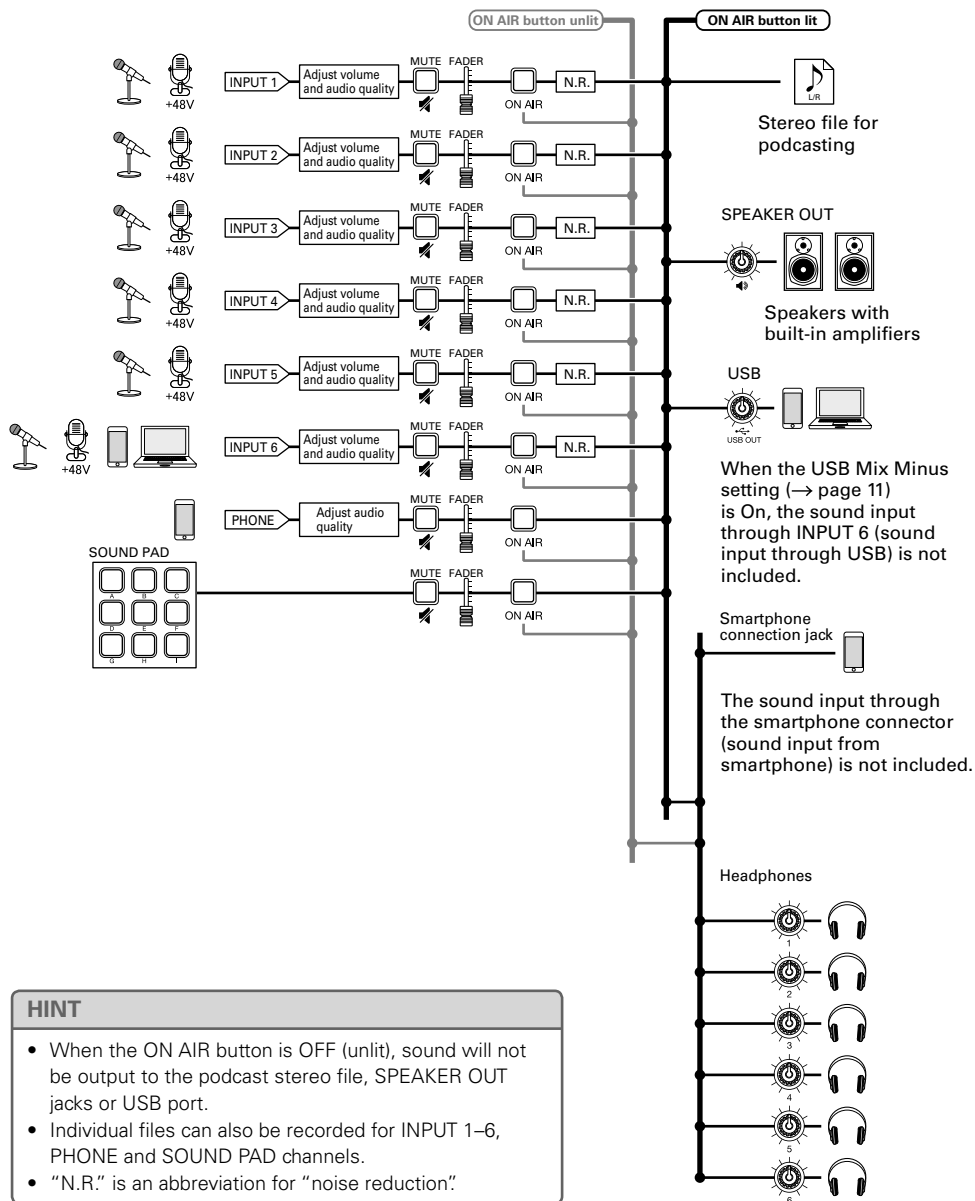 ON AIR button unlit
ON AIR button lit
INPUT 1
Adjust volume
and audio quality
MUTE FADER
ON AIR
N.R.
+48V
L/R
Stereo file for
podcasting
INPUT 2
Adjust volume
and audio quality
MUTE FADER
ON AIR
N.R.
+48V
INPUT 3
Adjust volume
and audio quality
MUTE FADER
ON AIR
N.R.
+48V
SPEAKER OUT
Speakers with
built-in amplifiers
INPUT 4
Adjust volume
and audio quality
MUTE FADER
ON AIR
N.R.
+48V
INPUT 5
Adjust volume
and audio quality
MUTE FADER
ON AIR
N.R.
+48V
USB
USB OUT
INPUT 6
Adjust volume
and audio quality
MUTE FADER
ON AIR
N.R.
+48V
When the USB Mix Minus
setting (→ page 11)
is On, the sound input
through INPUT 6 (sound
input through USB) is not
included.
PHONE
Adjust audio
quality
MUTE FADER
ON AIR
SOUND PAD
A B C
D E F
G H I
MUTE FADER
ON AIR
Smartphone
connection jack
The sound input through
the smartphone connector
(sound input from
smartphone) is not included.
Headphones
1
2
3
4
5
6
HINT
• When the ON AIR button is OFF (unlit), sound will not
be output to the podcast stereo file, SPEAKER OUT
jacks or USB port.
• Individual files can also be recorded for INPUT 1–6,
PHONE and SOUND PAD channels.
• “N.R.” is an abbreviation for “noise reduction”.